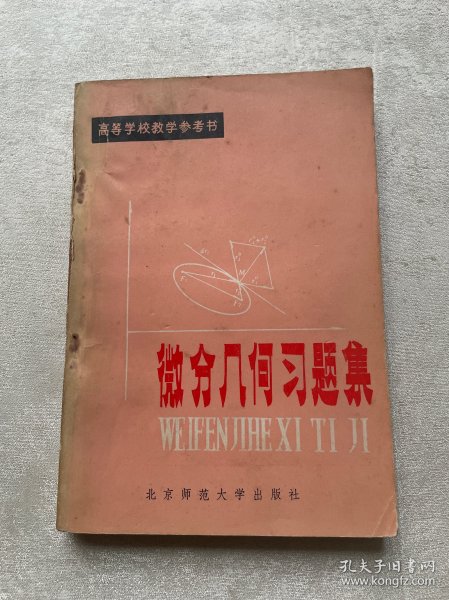 高等学校教学参考书
微分几何习题集
WEIFENJIHE XI TI JI
北京师范大学出版社
孔夫子旧书网
www.kongfz.com